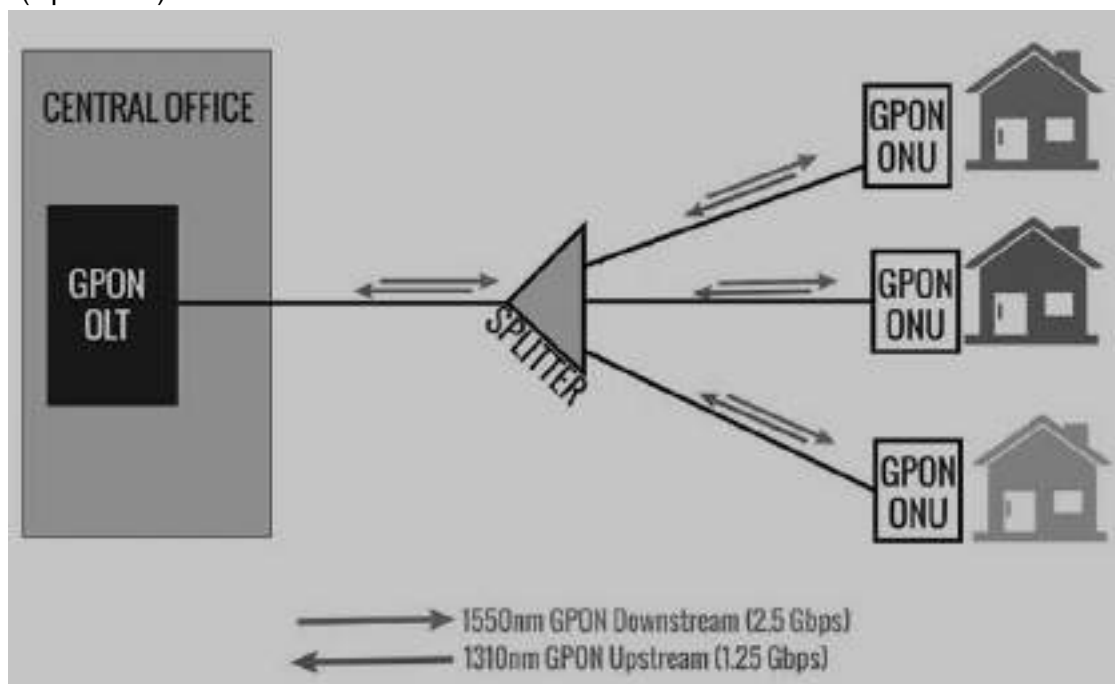 CENTRAL OFFICE
GPON
OLT
SPLITTER
GPON
ONU
GPON
ONU
GPON
ONU
1550nm GPON Downstream (2.5 Gbps)
1310nm GPON Upstream (1.25 Gbps)